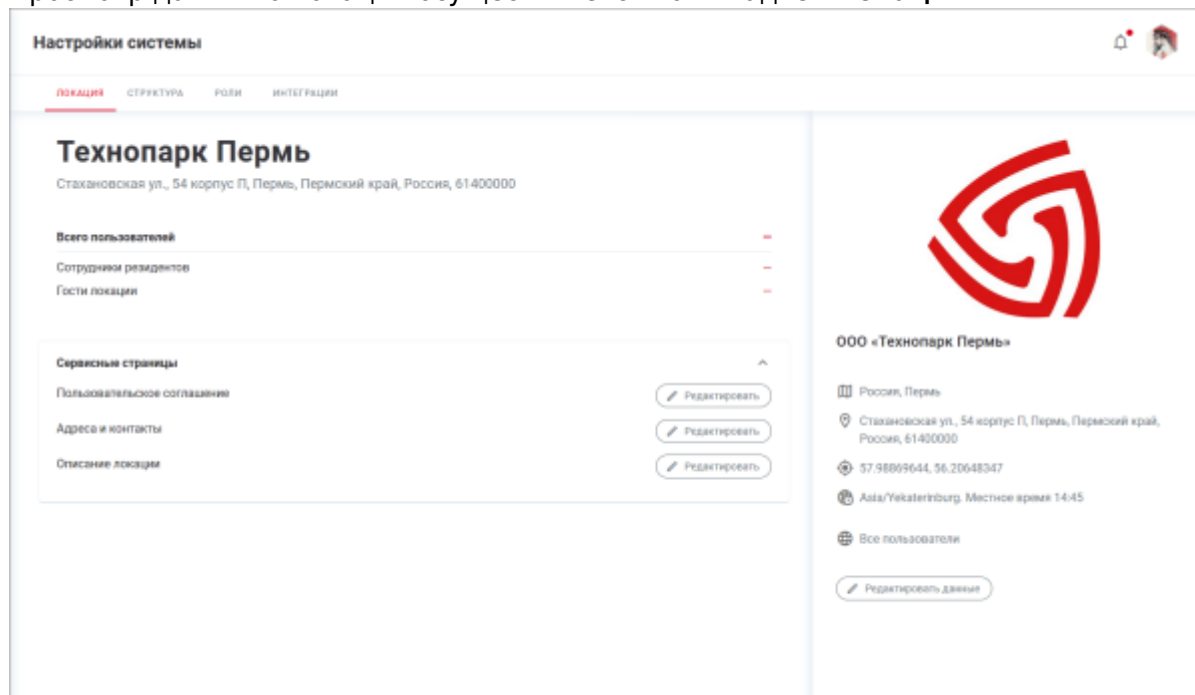 Настройки системы
ЛОКАЦИЯ СТРУКТУРА РОЛИ ИНТЕГРАЦИИ
Технопарк Пермь
Стахановская ул., 54 корпус П, Пермь, Пермский край, Россия, 61400000
Всего пользователей –
Сотрудники резидентов –
Гости локации –
Сервисные страницы
Пользовательское соглашение Редактировать
Адреса и контакты Редактировать
Описание локации Редактировать
ООО «Технопарк Пермь»
Россия, Пермь
Стахановская ул., 54 корпус П, Пермь, Пермский край,
Россия, 61400000
57.98869644, 56.20648347
Asia/Yekaterinburg. Местное время 14:45
Все пользователи
Редактировать данные